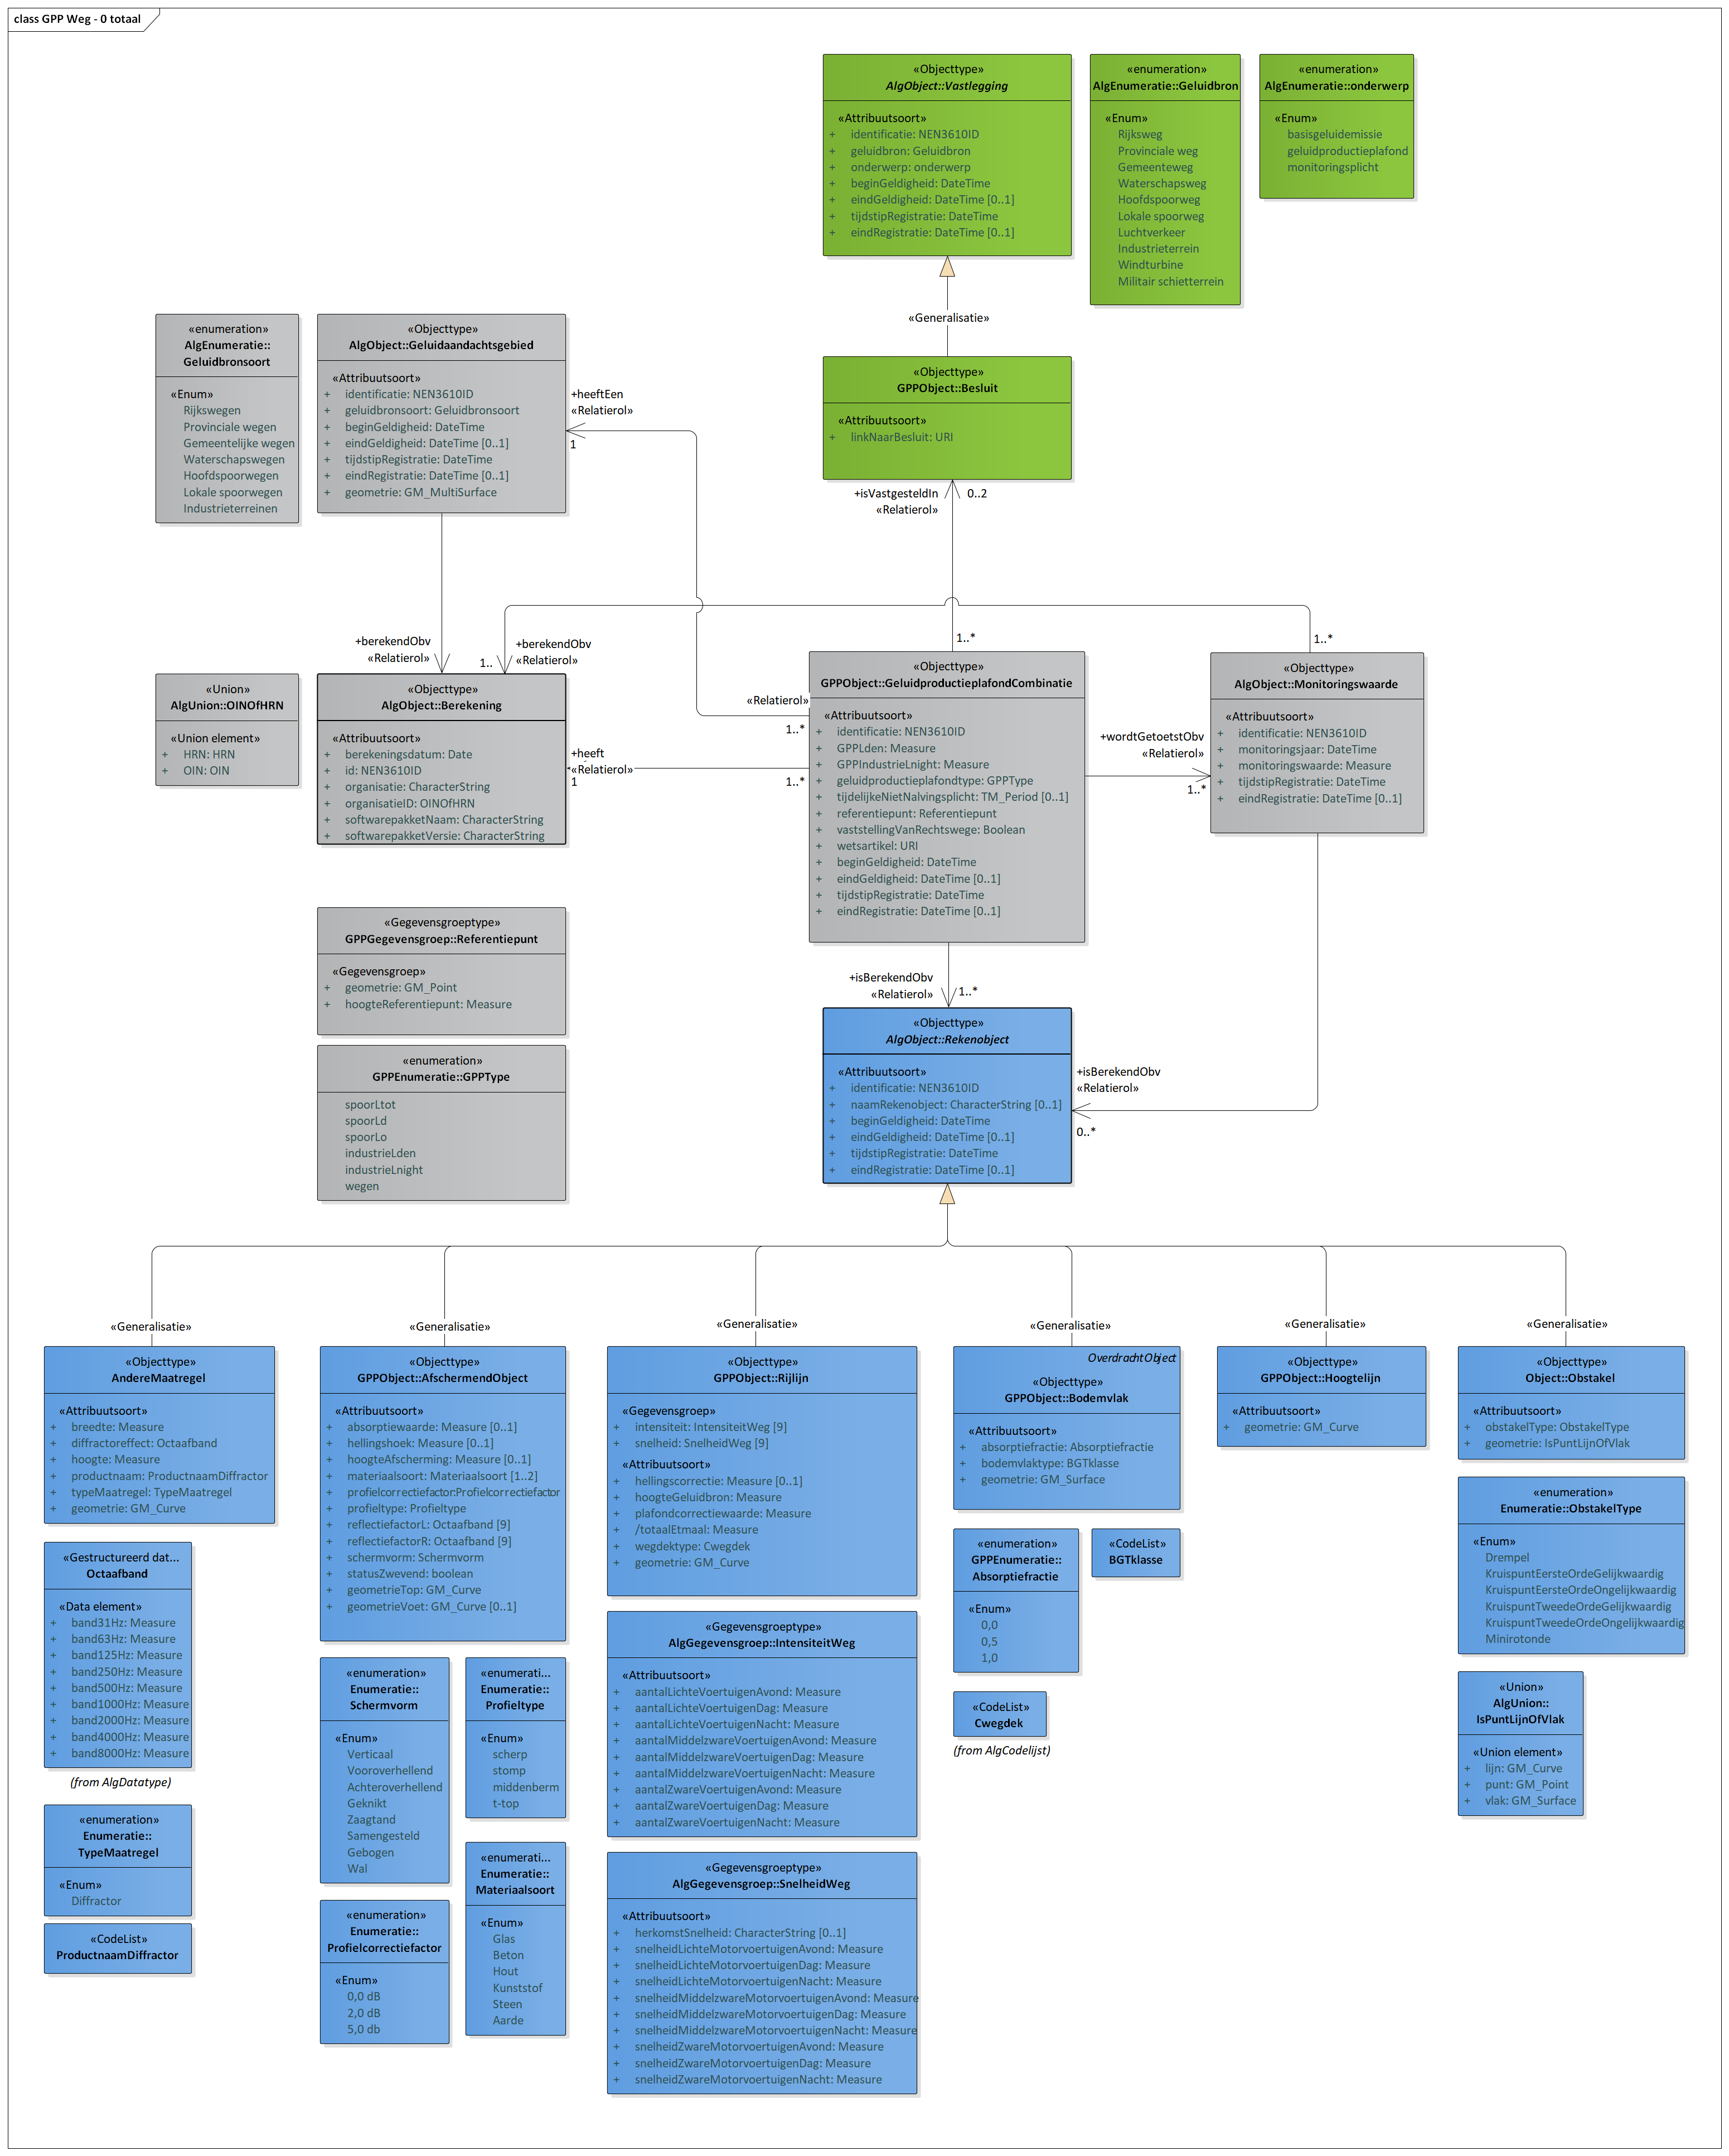 class GPP Weg - 0 totaal
«Objecttype»
AlgObject::Vastlegging
«Attribuutsoort»
+ identificatie: NEN3610ID
+ geluidbron: Geluidbron
+ onderwerp: onderwerp
+ beginGeldigheid: DateTime
+ eindGeldigheid: DateTime [0..1]
+ tijdstipRegistratie: DateTime
+ eindRegistratie: DateTime [0..1]
«enumeration»
AlgEnumeratie::Geluidbron
«Enum»
Rijksweg
Provinciale weg
Gemeenteweg
Waterschapsweg
Hoofdspoorweg
Lokale spoorweg
Luchtverkeer
Industrieterrein
Windturbine
Militair schietterrein
«enumeration»
AlgEnumeratie::onderwerp
«Enum»
basisgeluidemissie
geluidproductieplafond
monitoringsplicht
«Generalisatie»
«enumeration»
AlgEnumeratie::
Geluidbronsoort
«Enum»
Rijkswegen
Provinciale wegen
Gemeentelijke wegen
Waterschapswegen
Hoofdspoorwegen
Lokale spoorwegen
Industrieterreinen
«Objecttype»
AlgObject::Geluidaandachtsgebied
«Attribuutsoort»
+ identificatie: NEN3610ID
+ geluidbronsoort: Geluidbronsoort
+ beginGeldigheid: DateTime
+ eindGeldigheid: DateTime [0..1]
+ tijdstipRegistratie: DateTime
+ eindRegistratie: DateTime [0..1]
+ geometrie: GM_MultiSurface
+heeftEen
«Relatierol»
1
«Objecttype»
GPPObject::Besluit
«Attribuutsoort»
+ linkNaarBesluit: URI
+isVastgesteldIn
«Relatierol»
0..2
+berekendObv
«Relatierol»
+berekendObv
«Relatierol»
1..
1..*
1..*
«Union»
AlgUnion::OINOfHRN
«Union element»
+ HRN: HRN
+ OIN: OIN
«Objecttype»
AlgObject::Berekening
«Attribuutsoort»
+ berekeningsdatum: Date
+ id: NEN3610ID
+ organisatie: CharacterString
+ organisatieID: OINOfHRN
+ softwarepakketNaam: CharacterString
+ softwarepakketVersie: CharacterString
+heeft
«Relatierol»
1
«Relatierol»
1..*
1..*
«Objecttype»
GPPObject::GeluidproductieplafondCombinatie
«Attribuutsoort»
+ identificatie: NEN3610ID
+ GPPLden: Measure
+ GPPIndustrieLnight: Measure
+ geluidproductieplafondtype: GPPType
+ tijdelijkeNietNalvingsplicht: TM_Period [0..1]
+ referentiepunt: Referentiepunt
+ vaststellingVanRechtswege: Boolean
+ wetsartikel: URI
+ beginGeldigheid: DateTime
+ eindGeldigheid: DateTime [0..1]
+ tijdstipRegistratie: DateTime
+ eindRegistratie: DateTime [0..1]
+wordtGetoetstObv
«Relatierol»
1..*
«Objecttype»
AlgObject::Monitoringswaarde
«Attribuutsoort»
+ identificatie: NEN3610ID
+ monitoringsjaar: DateTime
+ monitoringswaarde: Measure
+ tijdstipRegistratie: DateTime
+ eindRegistratie: DateTime [0..1]
«Gegevensgroeptype»
GPPGegevensgroep::Referentiepunt
«Gegevensgroep»
+ geometrie: GM_Point
+ hoogteReferentiepunt: Measure
+isBerekendObv
«Relatierol»
1..*
«enumeration»
GPPEnumeratie::GPPType
spoorLtot
spoorLd
spoorLo
industrieLden
industrieLnight
wegen
«Objecttype»
AlgObject::Rekenobject
«Attribuutsoort»
+ identificatie: NEN3610ID
+ naamRekenobject: CharacterString [0..1]
+ beginGeldigheid: DateTime
+ eindGeldigheid: DateTime [0..1]
+ tijdstipRegistratie: DateTime
+ eindRegistratie: DateTime [0..1]
+isBerekendObv
«Relatierol»
0..*
«Generalisatie»
«Generalisatie»
«Generalisatie»
«Generalisatie»
«Generalisatie»
«Generalisatie»
«Objecttype»
AndereMaatregel
«Attribuutsoort»
+ breedte: Measure
+ diffractoreffect: Octaafband
+ hoogte: Measure
+ productnaam: ProductnaamDiffractor
+ typeMaatregel: TypeMaatregel
+ geometrie: GM_Curve
«Gestructureerd dat...
Octaafband
«Data element»
+ band31Hz: Measure
+ band63Hz: Measure
+ band125Hz: Measure
+ band250Hz: Measure
+ band500Hz: Measure
+ band1000Hz: Measure
+ band2000Hz: Measure
+ band4000Hz: Measure
+ band8000Hz: Measure
(from AlgDatatype)
«enumeration»
Enumeratie::
TypeMaatregel
«Enum»
Diffractor
«CodeList»
ProductnaamDiffractor
«Objecttype»
GPPObject::AfschermendObject
«Attribuutsoort»
+ absorptiewaarde: Measure [0..1]
+ hellingshoek: Measure [0..1]
+ hoogteAfscherming: Measure [0..1]
+ materiaalsoort: Materiaalsoort [1..2]
+ profielcorrectiefactor:Profielcorrectiefactor
+ profieltype: Profieltype
+ reflectiefactorL: Octaafband [9]
+ reflectiefactorR: Octaafband [9]
+ schermvorm: Schermvorm
+ statusZwevend: boolean
+ geometrieTop: GM_Curve
+ geometrieVoet: GM_Curve [0..1]
«enumeration»
Enumeratie::
Schermvorm
«Enum»
Verticaal
Vooroverhellend
Achteroverhellend
Geknikt
Zaagtand
Samengesteld
Gebogen
Wal
«enumeration»
Enumeratie::
Profielcorrectiefactor
«Enum»
0,0 dB
2,0 dB
5,0 db
«enumerati...
Enumeratie::
Profieltype
«Enum»
scherp
stomp
middenberm
t-top
«enumerati...
Enumeratie::
Materiaalsoort
«Enum»
Glas
Beton
Hout
Kunststof
Steen
Aarde
«Objecttype»
GPPObject::Rijlijn
«Gegevensgroep»
+ intensiteit: IntensiteitWeg [9]
+ snelheid: SnelheidWeg [9]
«Attribuutsoort»
+ hellingscorrectie: Measure [0..1]
+ hoogteGeluidbron: Measure
+ plafondcorrectiewaarde: Measure
+ /totaalEtmaal: Measure
+ wegdektype: Cwegdek
+ geometrie: GM_Curve
«Gegevensgroeptype»
AlgGegevensgroep::IntensiteitWeg
«Attribuutsoort»
+ aantalLichteVoertuigenAvond: Measure
+ aantalLichteVoertuigenDag: Measure
+ aantalLichteVoertuigenNacht: Measure
+ aantalMiddelzwareVoertuigenAvond: Measure
+ aantalMiddelzwareVoertuigenDag: Measure
+ aantalMiddelzwareVoertuigenNacht: Measure
+ aantalZwareVoertuigenAvond: Measure
+ aantalZwareVoertuigenDag: Measure
+ aantalZwareVoertuigenNacht: Measure
«Gegevensgroeptype»
AlgGegevensgroep::SnelheidWeg
«Attribuutsoort»
+ herkomstSnelheid: CharacterString [0..1]
+ snelheidLichteMotorvoertuigenAvond: Measure
+ snelheidLichteMotorvoertuigenDag: Measure
+ snelheidLichteMotorvoertuigenNacht: Measure
+ snelheidMiddelzwareMotorvoertuigenAvond: Measure
+ snelheidMiddelzwareMotorvoertuigenDag: Measure
+ snelheidMiddelzwareMotorvoertuigenNacht: Measure
+ snelheidZwareMotorvoertuigenAvond: Measure
+ snelheidZwareMotorvoertuigenDag: Measure
+ snelheidZwareMotorvoertuigenNacht: Measure
OverdrachtObject
«Objecttype»
GPPObject::Bodemvlak
«Attribuutsoort»
+ absorptiefractie: Absorptiefractie
+ bodemvlaktype: BGTklasse
+ geometrie: GM_Surface
«enumeration»
GPPEnumeratie::
Absorptiefractie
«Enum»
0,0
0,5
1,0
«CodeList»
BGTklasse
«CodeList»
Cwegdek
(from AlgCodelijst)
«Objecttype»
GPPObject::Hoogtelijn
«Attribuutsoort»
+ geometrie: GM_Curve
«Objecttype»
Object::Obstakel
«Attribuutsoort»
+ obstakelType: ObstakelType
+ geometrie: IsPuntLijnOfVlak
«enumeration»
Enumeratie::ObstakelType
«Enum»
Drempel
KruispuntEersteOrdeGelijkwaardig
KruispuntEersteOrdeOngelijkwaardig
KruispuntTweedeOrdeGelijkwaardig
KruispuntTweedeOrdeOngelijkwaardig
Minirotonde
«Union»
AlgUnion::
IsPuntLijnOfVlak
«Union element»
+ lijn: GM_Curve
+ punt: GM_Point
+ vlak: GM_Surface